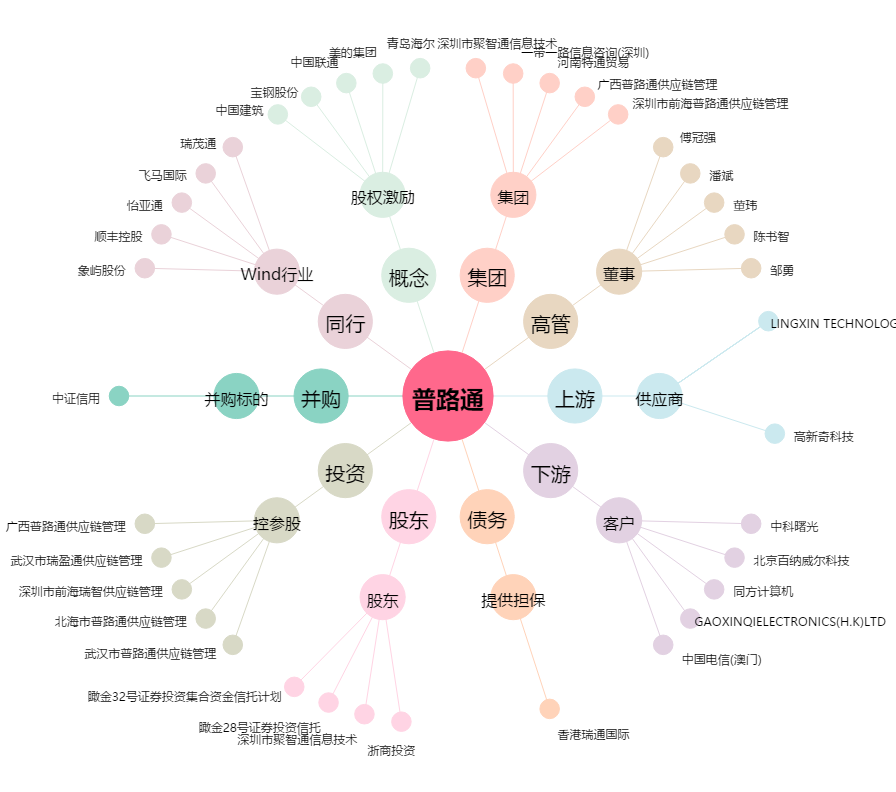 青岛海尔
深圳市聚智通信息技术
美的集团
一带一路信息咨询(深圳)
中国联通
河南特通贸易
宝钢股份
广西普路通供应链管理
中国建筑
深圳市前海普路通供应链管理
瑞茂通
傅冠强
飞马国际
潘斌
股权激励
集团
怡亚通
顺丰控股
陈书智
象屿股份
Wind行业
概念
集团
董事
邹勇
同行
高管
LINGXIN TECHNOLOG
中证信用
并购标的
并购
普路通
上游
供应商
高新奇科技
投资
下游
广西普路通供应链管理
控参股
股东
债务
客户
中科曙光
武汉市瑞盈通供应链管理
北京百纳威尔科技
深圳市前海瑞智供应链管理
同方计算机
股东
提供担保
北海市普路通供应链管理
GAOXINQIELECTRONICS(H.K)LTD
武汉市普路通供应链管理
中国电信(澳门)
瞰金32号证券投资集合资金信托计划
瞰金28号证券投资信托
深圳市聚智通信息技术
浙商投资
香港瑞通国际